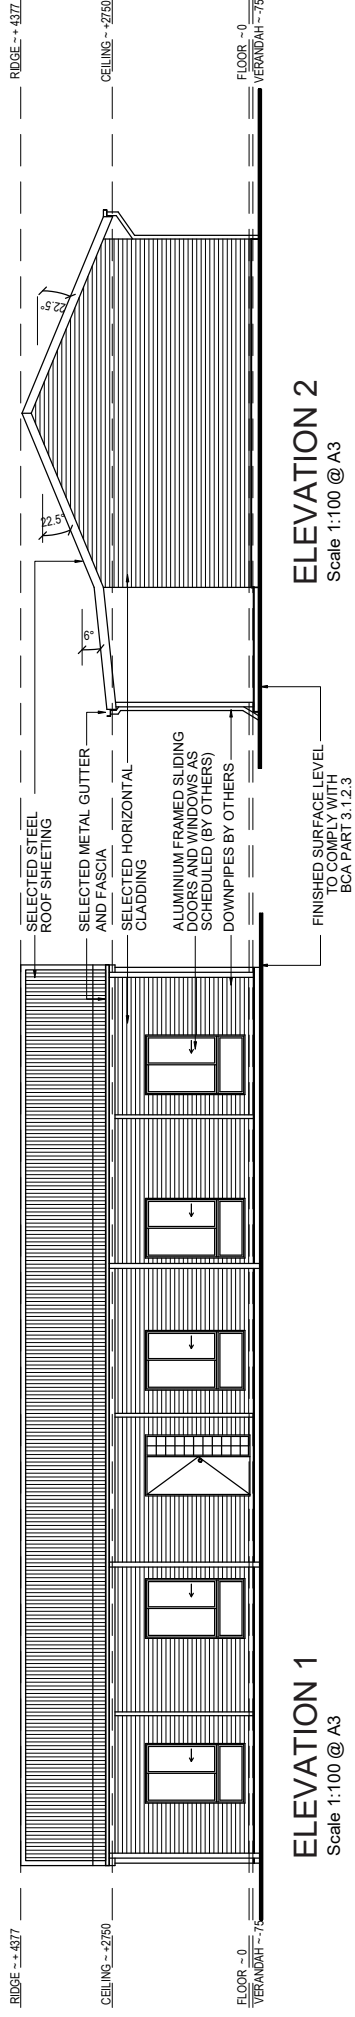 RIDGE ~ + 4377
CEILING ~ +2750
FLOOR ~ 0
VERANDAH ~ -75
ELEVATION 1
Scale 1:100 @ A3
SELECTED STEEL
ROOF SHEETING
SELECTED METAL GUTTER
AND FASCIA
SELECTED HORIZONTAL
CLADDING
ALUMINIUM FRAMED SLIDING
DOORS AND WINDOWS AS
SCHEDULED (BY OTHERS)
DOWNPIPES BY OTHERS
FINISHED SURFACE LEVEL
TO COMPLY WITH
BCA PART 3.1.2.3
6°
22.5°
22.5°
ELEVATION 2
Scale 1:100 @ A3
RIDGE ~ + 4377
CEILING ~ +2750
FLOOR ~ 0
VERANDAH ~ -75